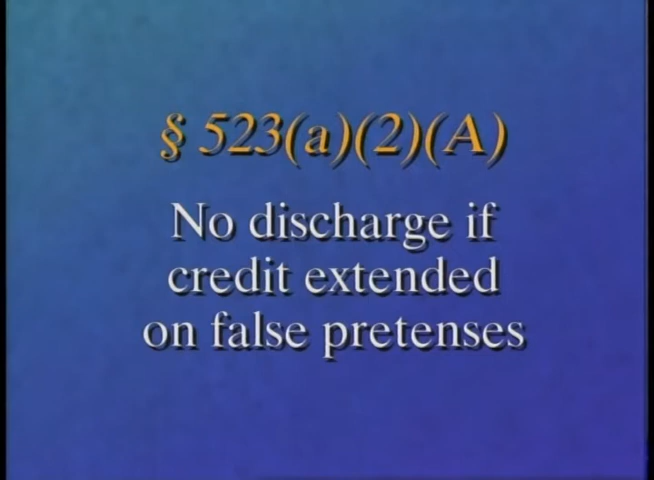 § 523(a)(2)(A)
No discharge if
credit extended
on false pretenses